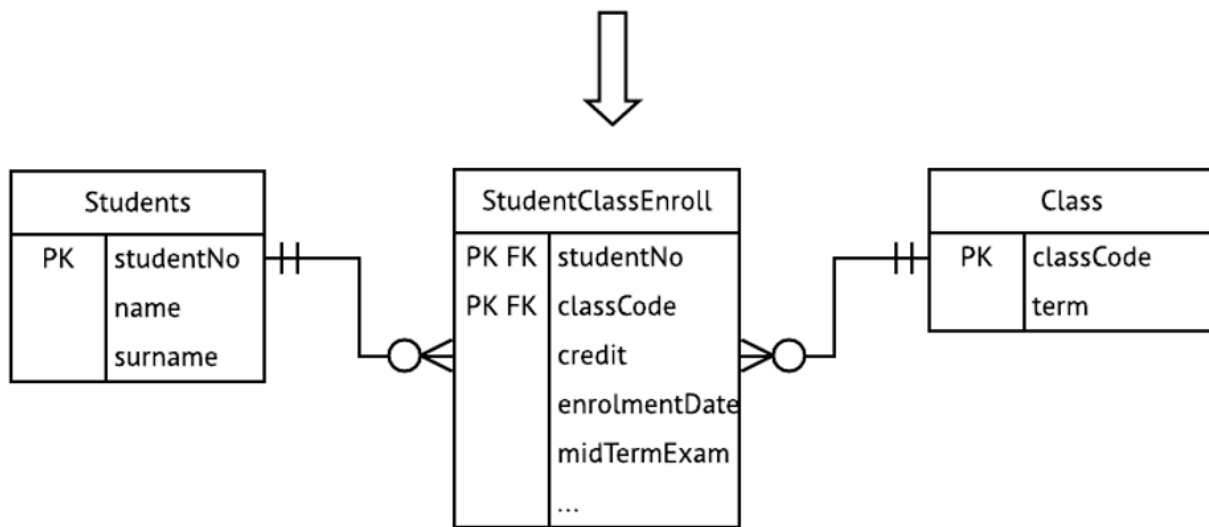 Students
PK studentNo
name
surname
StudentClassEnroll
PK FK studentNo
PK FK classCode
credit
enrolmentDate
midTermExam
...
Class
PK classCode
term